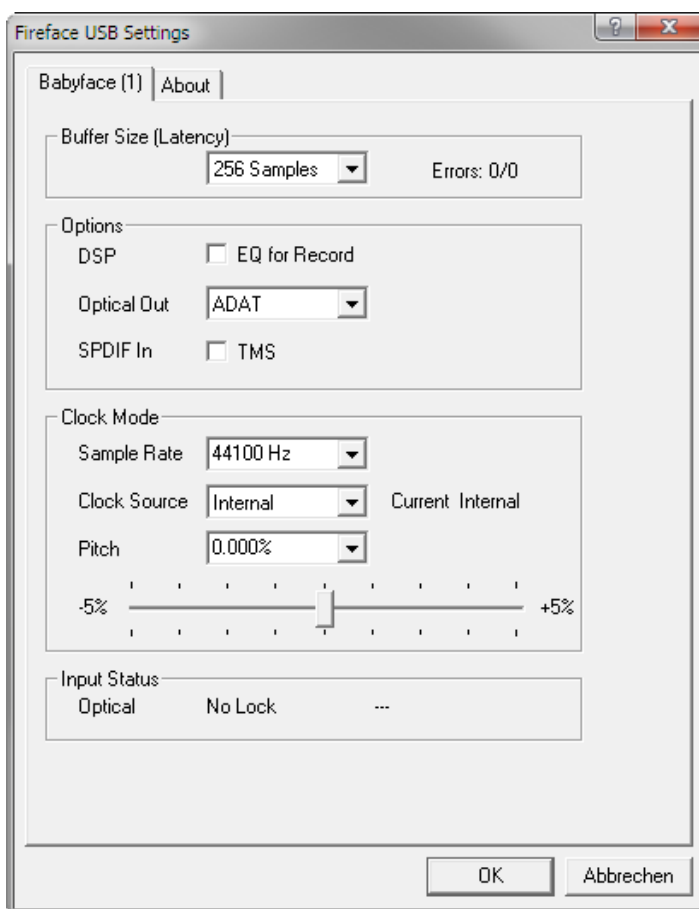 Fireface USB Settings
Babyface (1) About
Buffer Size (Latency)
256 Samples Errors: 0/0
Options
DSP EQ for Record
Optical Out ADAT
SPDIF In TMS
Clock Mode
Sample Rate 44100 Hz
Clock Source Internal Current Internal
Pitch 0.000%
-5% +5%
Input Status
Optical No Lock ---
OK Abbrechen